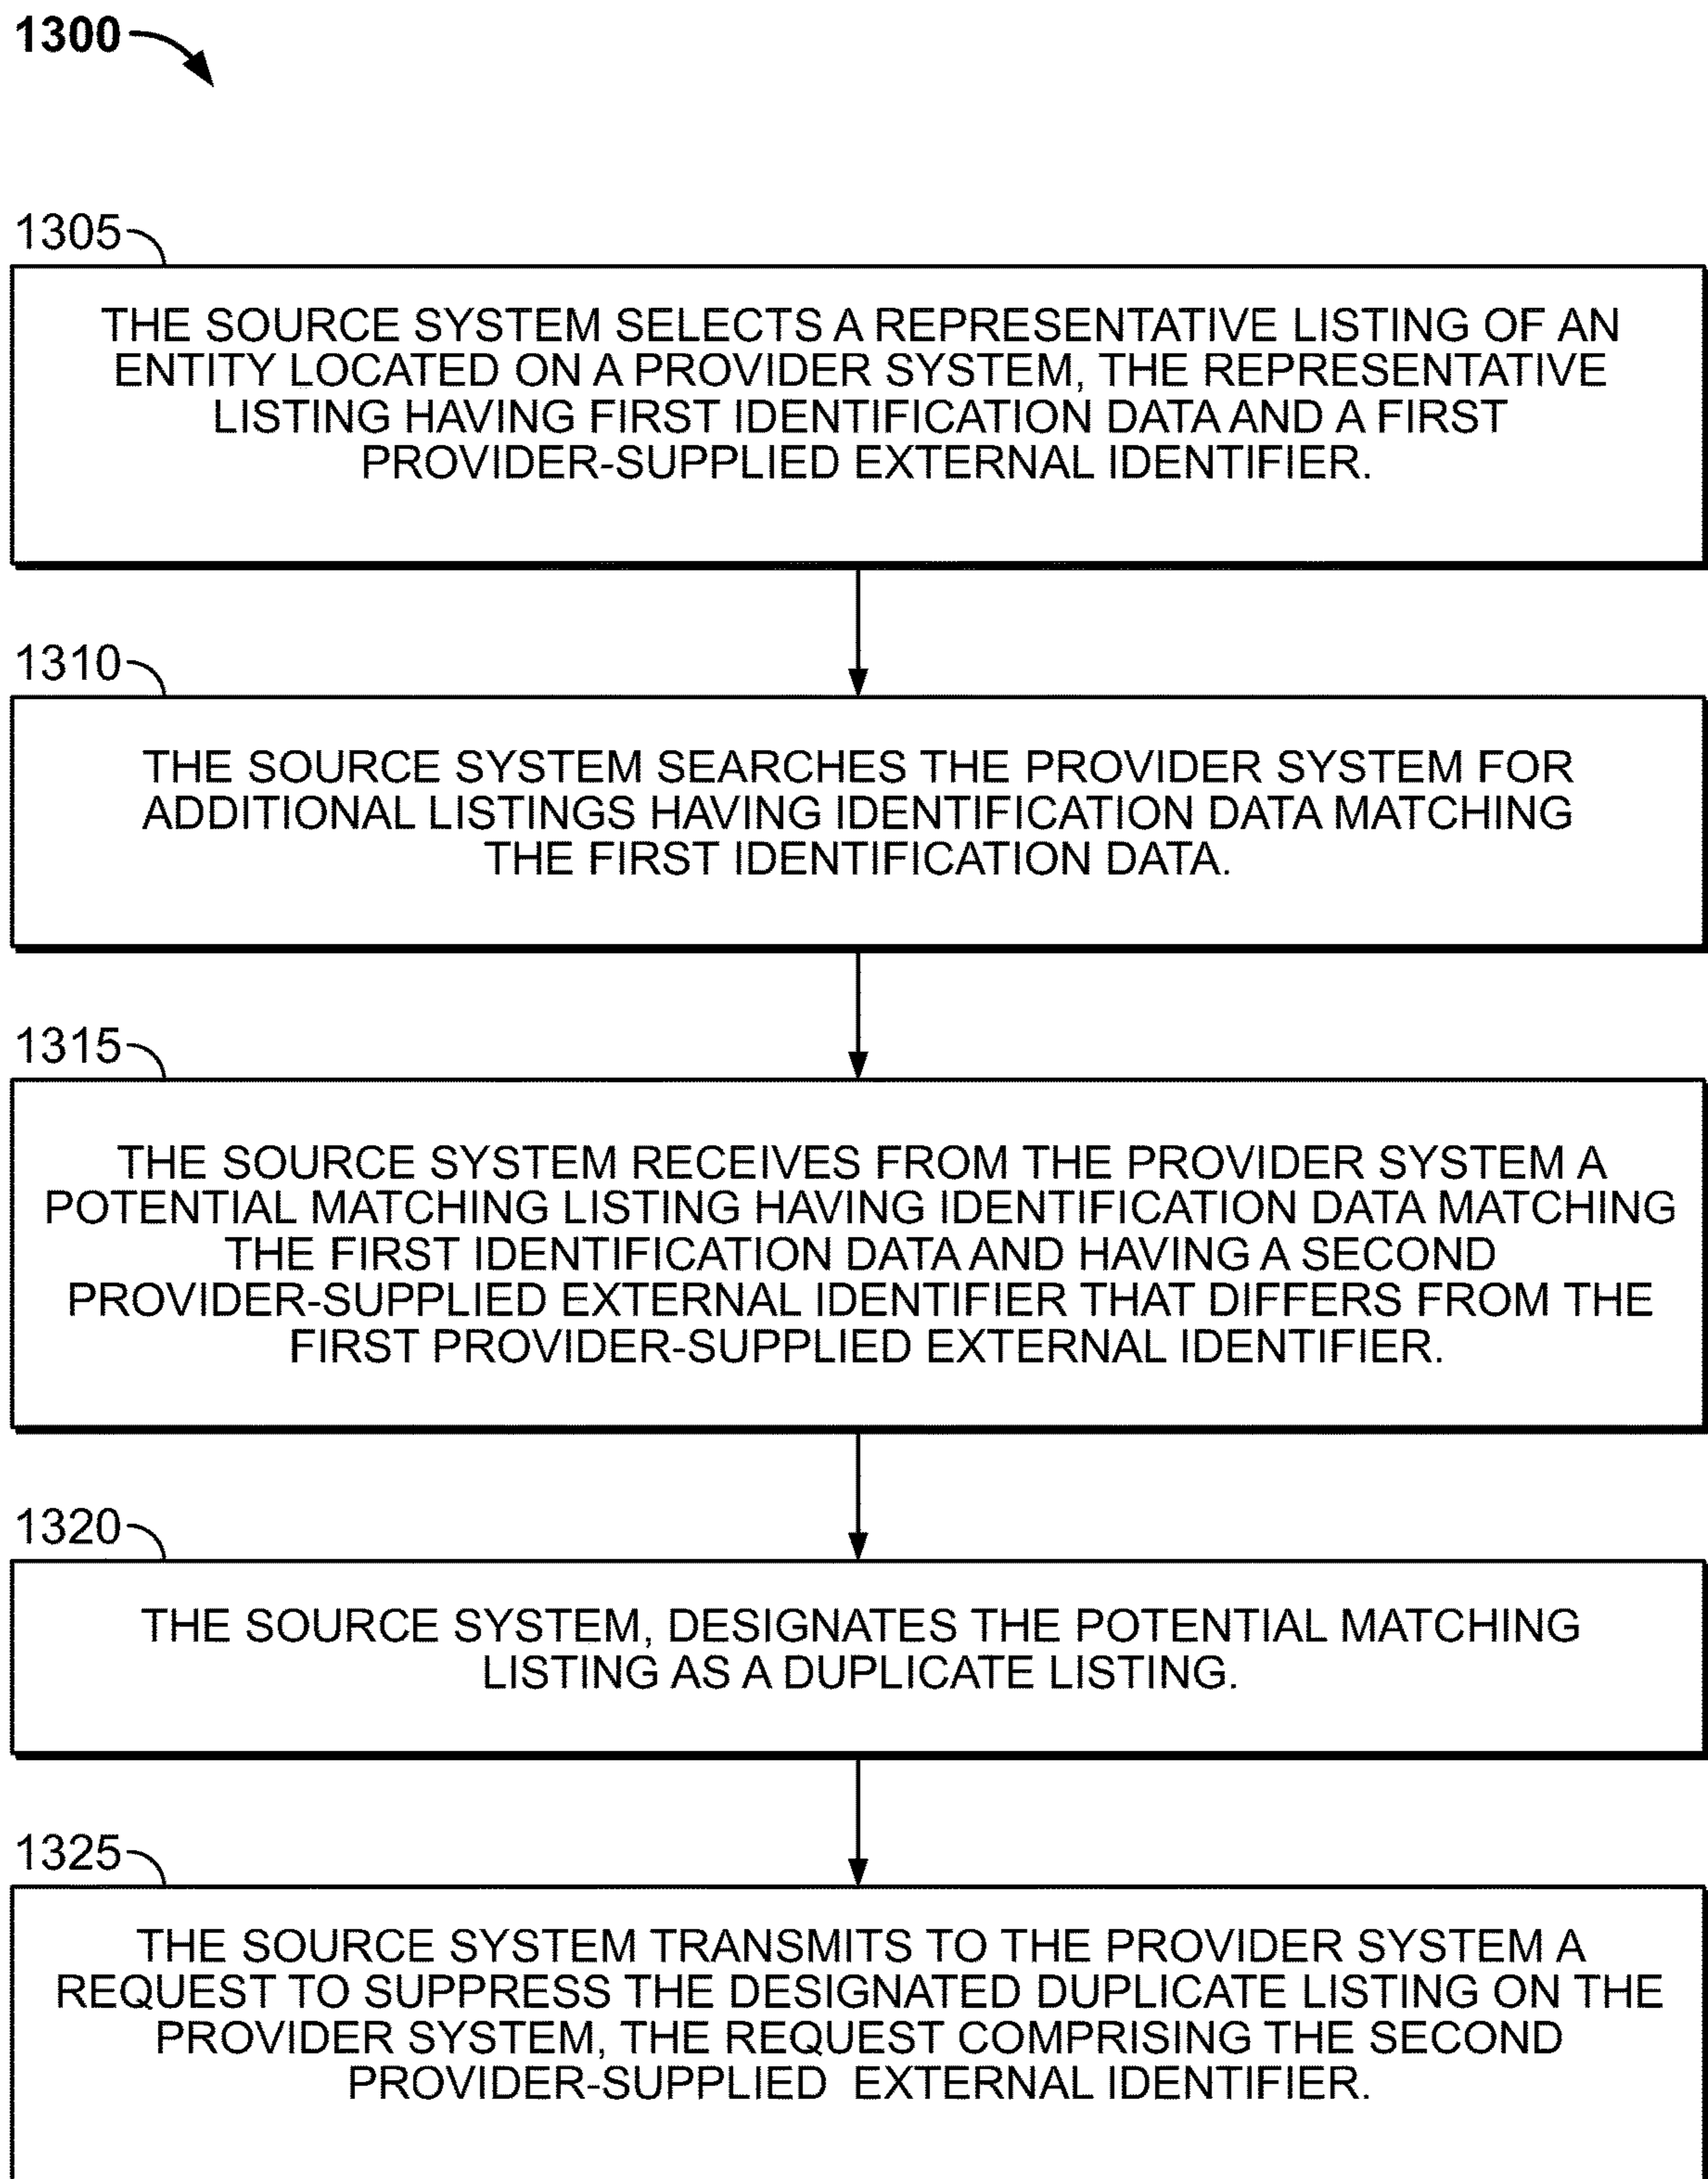 1300
1305
THE SOURCE SYSTEM SELECTS A REPRESENTATIVE LISTING OF AN
ENTITY LOCATED ON A PROVIDER SYSTEM, THE REPRESENTATIVE
LISTING HAVING FIRST IDENTIFICATION DATA AND A FIRST
PROVIDER-SUPPLIED EXTERNAL IDENTIFIER.
1310
THE SOURCE SYSTEM SEARCHES THE PROVIDER SYSTEM FOR
ADDITIONAL LISTINGS HAVING IDENTIFICATION DATA MATCHING
THE FIRST IDENTIFICATION DATA.
1315
THE SOURCE SYSTEM RECEIVES FROM THE PROVIDER SYSTEM A
POTENTIAL MATCHING LISTING HAVING IDENTIFICATION DATA MATCHING
THE FIRST IDENTIFICATION DATA AND HAVING A SECOND
PROVIDER-SUPPLIED EXTERNAL IDENTIFIER THAT DIFFERS FROM THE
FIRST PROVIDER-SUPPLIED EXTERNAL IDENTIFIER.
1320
THE SOURCE SYSTEM, DESIGNATES THE POTENTIAL MATCHING
LISTING AS A DUPLICATE LISTING.
1325
THE SOURCE SYSTEM TRANSMITS TO THE PROVIDER SYSTEM A
REQUEST TO SUPPRESS THE DESIGNATED DUPLICATE LISTING ON THE
PROVIDER SYSTEM, THE REQUEST COMPRISING THE SECOND
PROVIDER-SUPPLIED EXTERNAL IDENTIFIER.